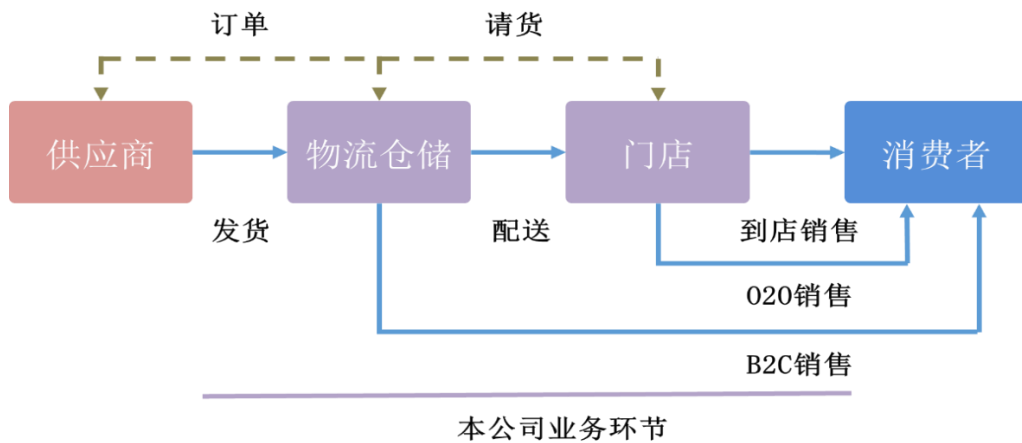 订单
请货
供应商
物流仓储
门店
消费者
发货
配送
到店销售
O2O销售
B2C销售
本公司业务环节